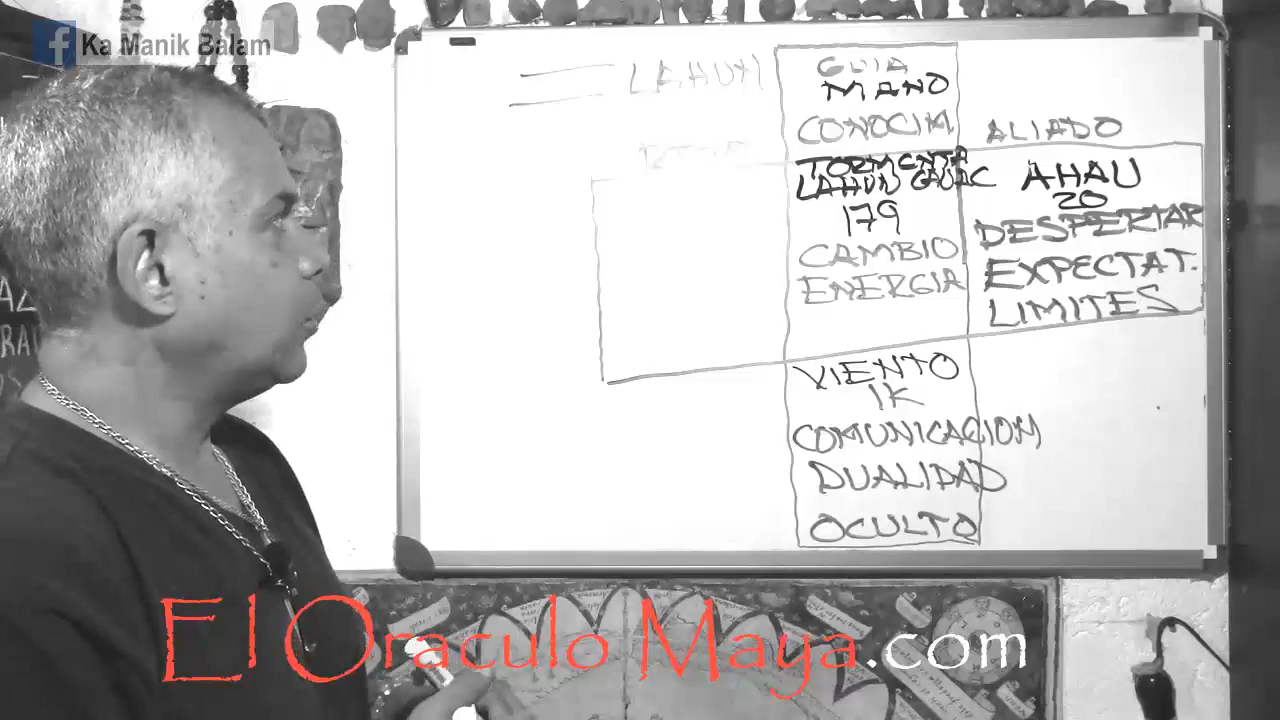 Ka Manik Balam
LAHUN
GUIA
MANO
CONOCIM
ALIADO
TORMENTA
LAHUN CAUAC
179
CAMBIO
ENERGIA
AHAU
20
DESPERTAR
EXPECTAT.
LIMITES
VIENTO
IK
COMUNICACION
DUALIDAD
OCULTO
El Oraculo Maya.com